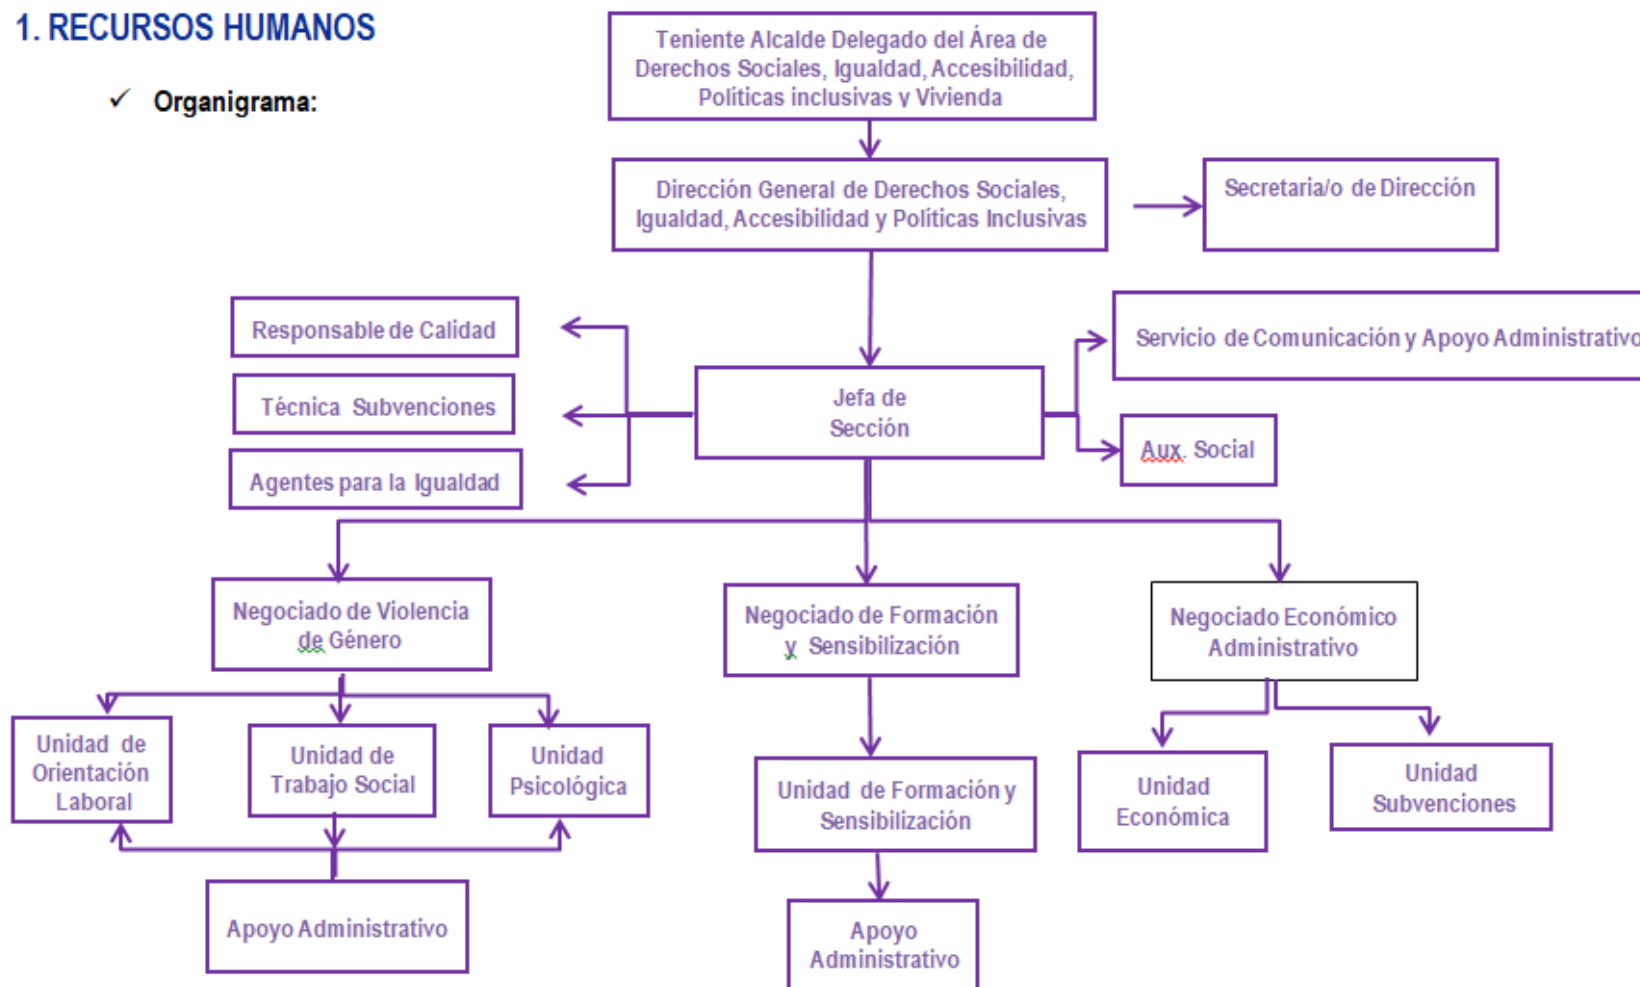 1. RECURSOS HUMANOS
✓ Organigrama:
Teniente Alcalde Delegado del Área de
Derechos Sociales, Igualdad, Accesibilidad,
Políticas inclusivas y Vivienda
Dirección General de Derechos Sociales,
Igualdad, Accesibilidad y Políticas Inclusivas
Secretaria/o de Dirección
Responsable de Calidad
Servicio de Comunicación y Apoyo Administrativo
Técnica Subvenciones
Jefa de
Sección
Aux. Social
Agentes para la Igualdad
Negociado de Violencia
de Género
Negociado de Formación
y Sensibilización
Negociado Económico
Administrativo
Unidad de
Orientación
Laboral
Unidad de
Trabajo Social
Unidad
Psicológica
Unidad de Formación y
Sensibilización
Unidad
Económica
Unidad
Subvenciones
Apoyo Administrativo
Apoyo
Administrativo